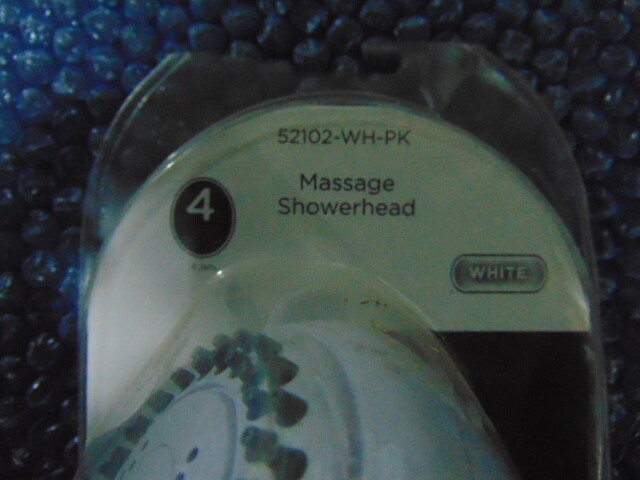 52102-WH-PK
Massage
Showerhead
4
WHITE